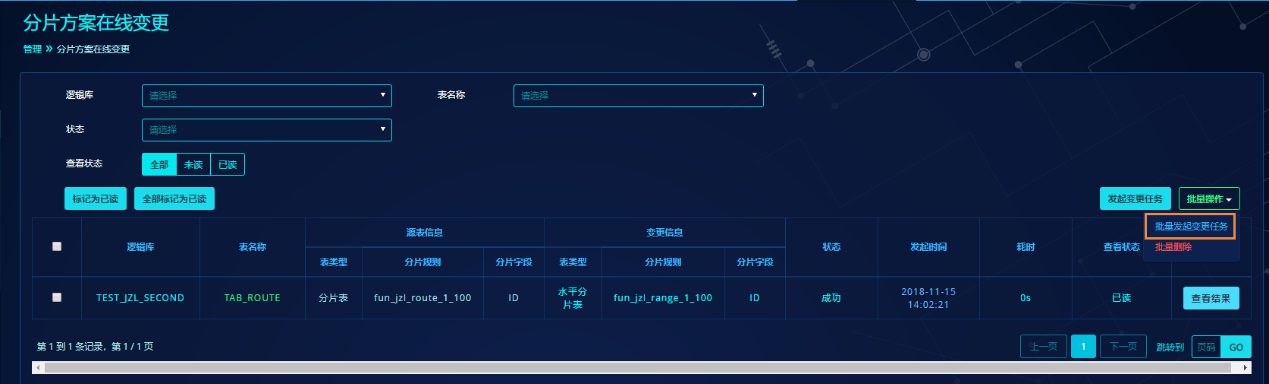 分片方案在线变更
管理 » 分片方案在线变更
逻辑库 请选择 表名称 请选择
状态 请选择
查看状态 全部 未读 已读
标记为已读 全部标记为已读 发起变更任务 批量操作
批量发起变更任务
批量删除
逻辑库 表名称 源表信息 变更信息 状态 发起时间 耗时 查看状态
表类型 分片规则 分片字段 表类型 分片规则 分片字段
TEST_JZL_SECOND TAB_ROUTE 分片表 fun_jzl_route_1_100 ID 水平分片表 fun_jzl_range_1_100 ID 成功 2018-11-15 14:02:21 0s 已读 查看结果
第 1 到 1 条记录，第 1 / 1 页 上一页 1 下一页 跳转到 页码 GO